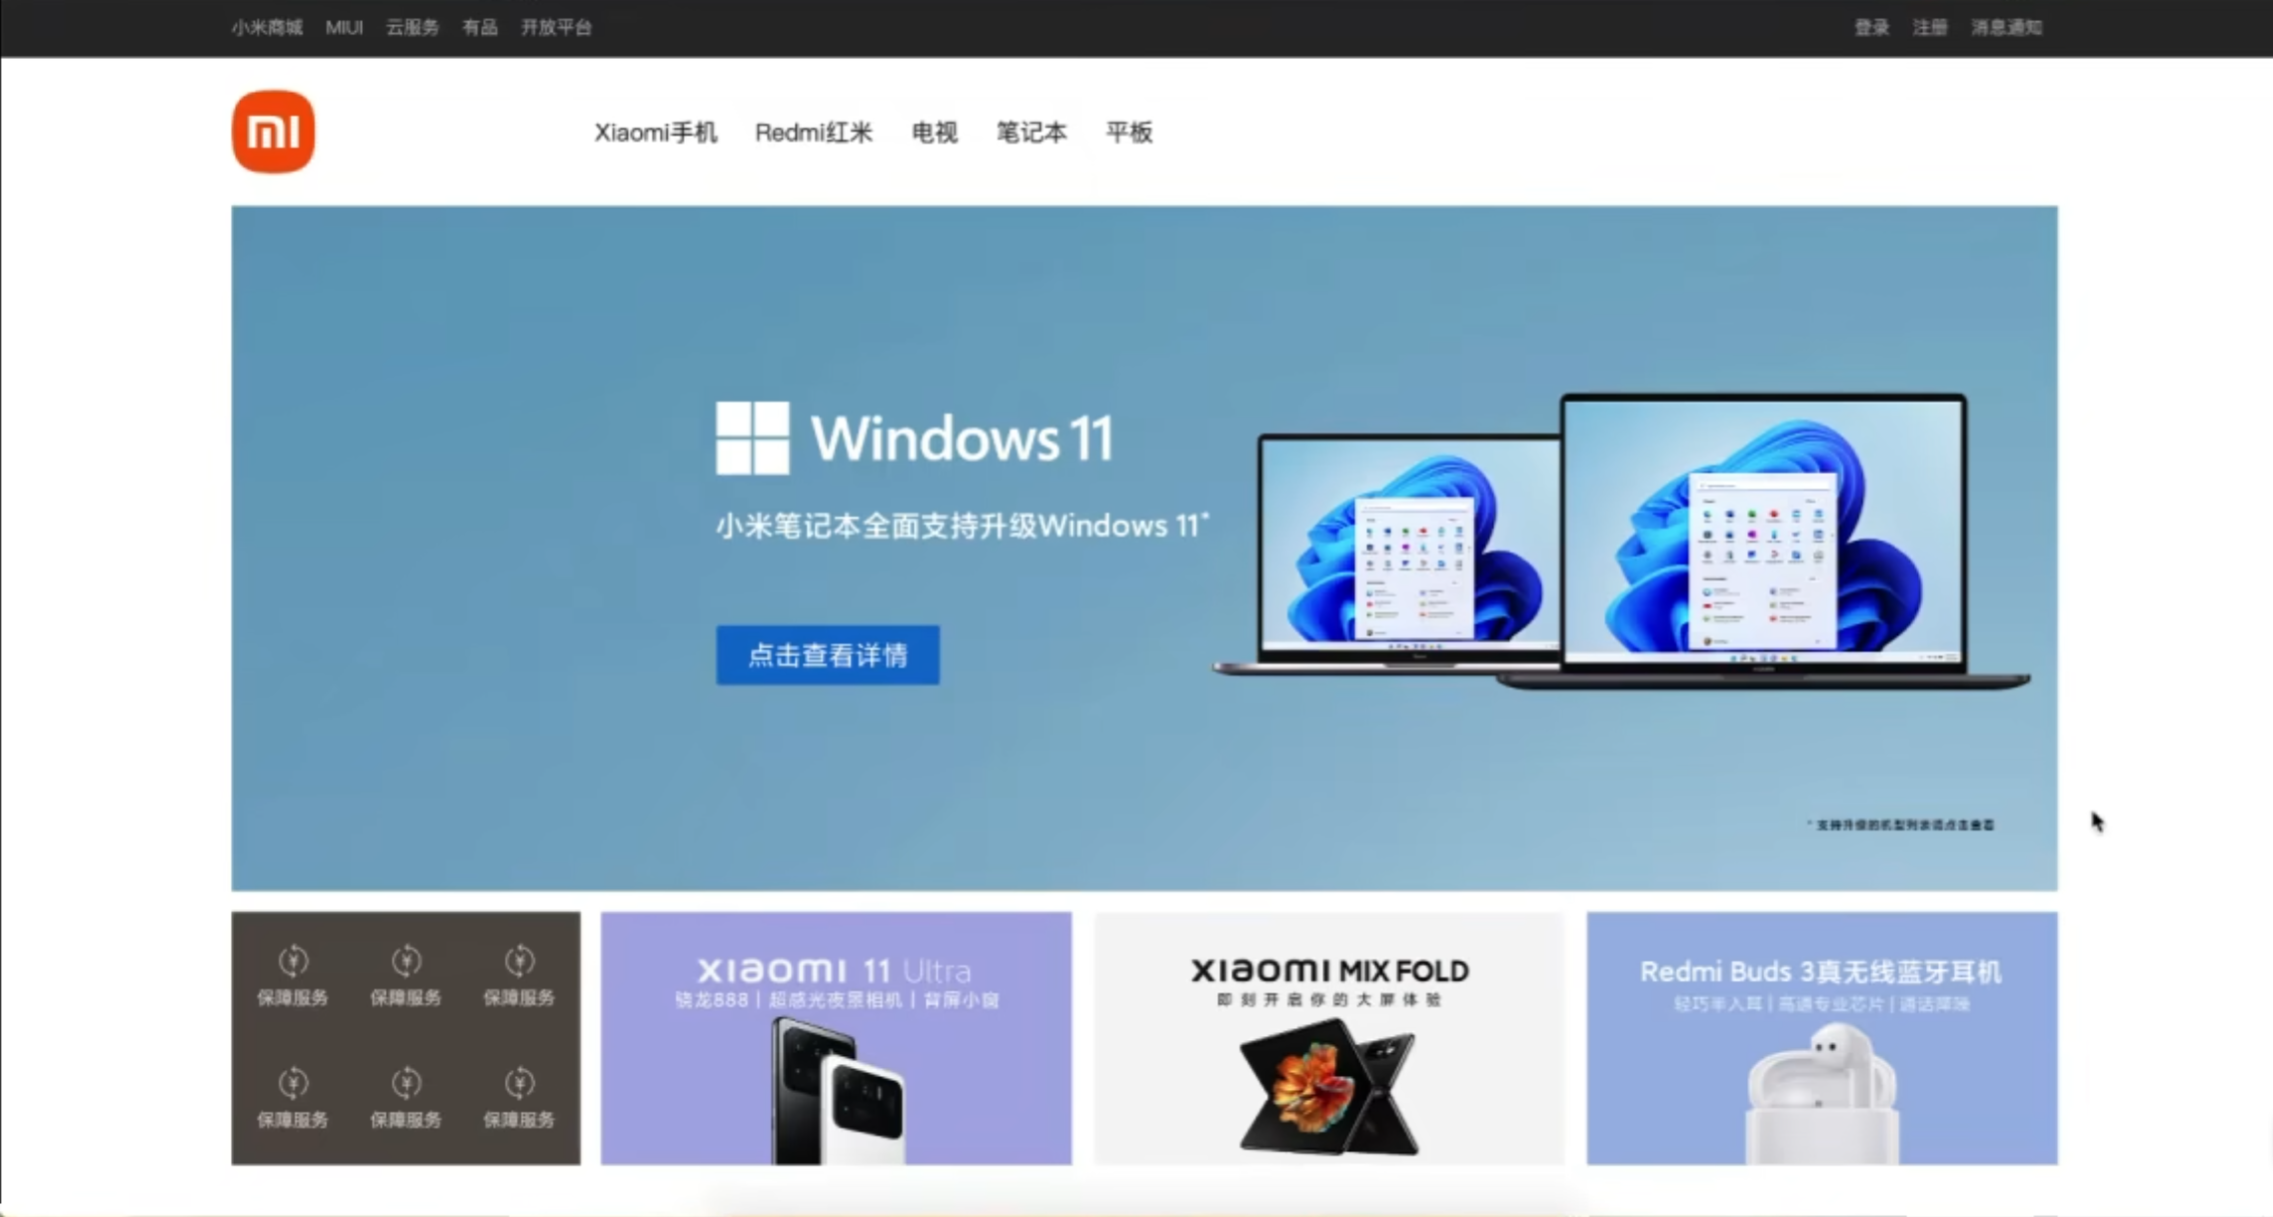 小米商城 MIUI 云服务 有品 开放平台 登录 注册 消息通知
mi Xiaomi手机 Redmi红米 电视 笔记本 平板
Windows 11
小米笔记本全面支持升级Windows 11*
点击查看详情
* 支持升级的机型列表请点击查看
保障服务 保障服务 保障服务
保障服务 保障服务 保障服务
xiaomi 11 Ultra
骁龙888 | 超感光夜景相机 | 背屏小窗
xiaomi MIX FOLD
即刻开启你的大屏体验
Redmi Buds 3真无线蓝牙耳机
轻巧半入耳 | 高通专业芯片 | 通话降噪